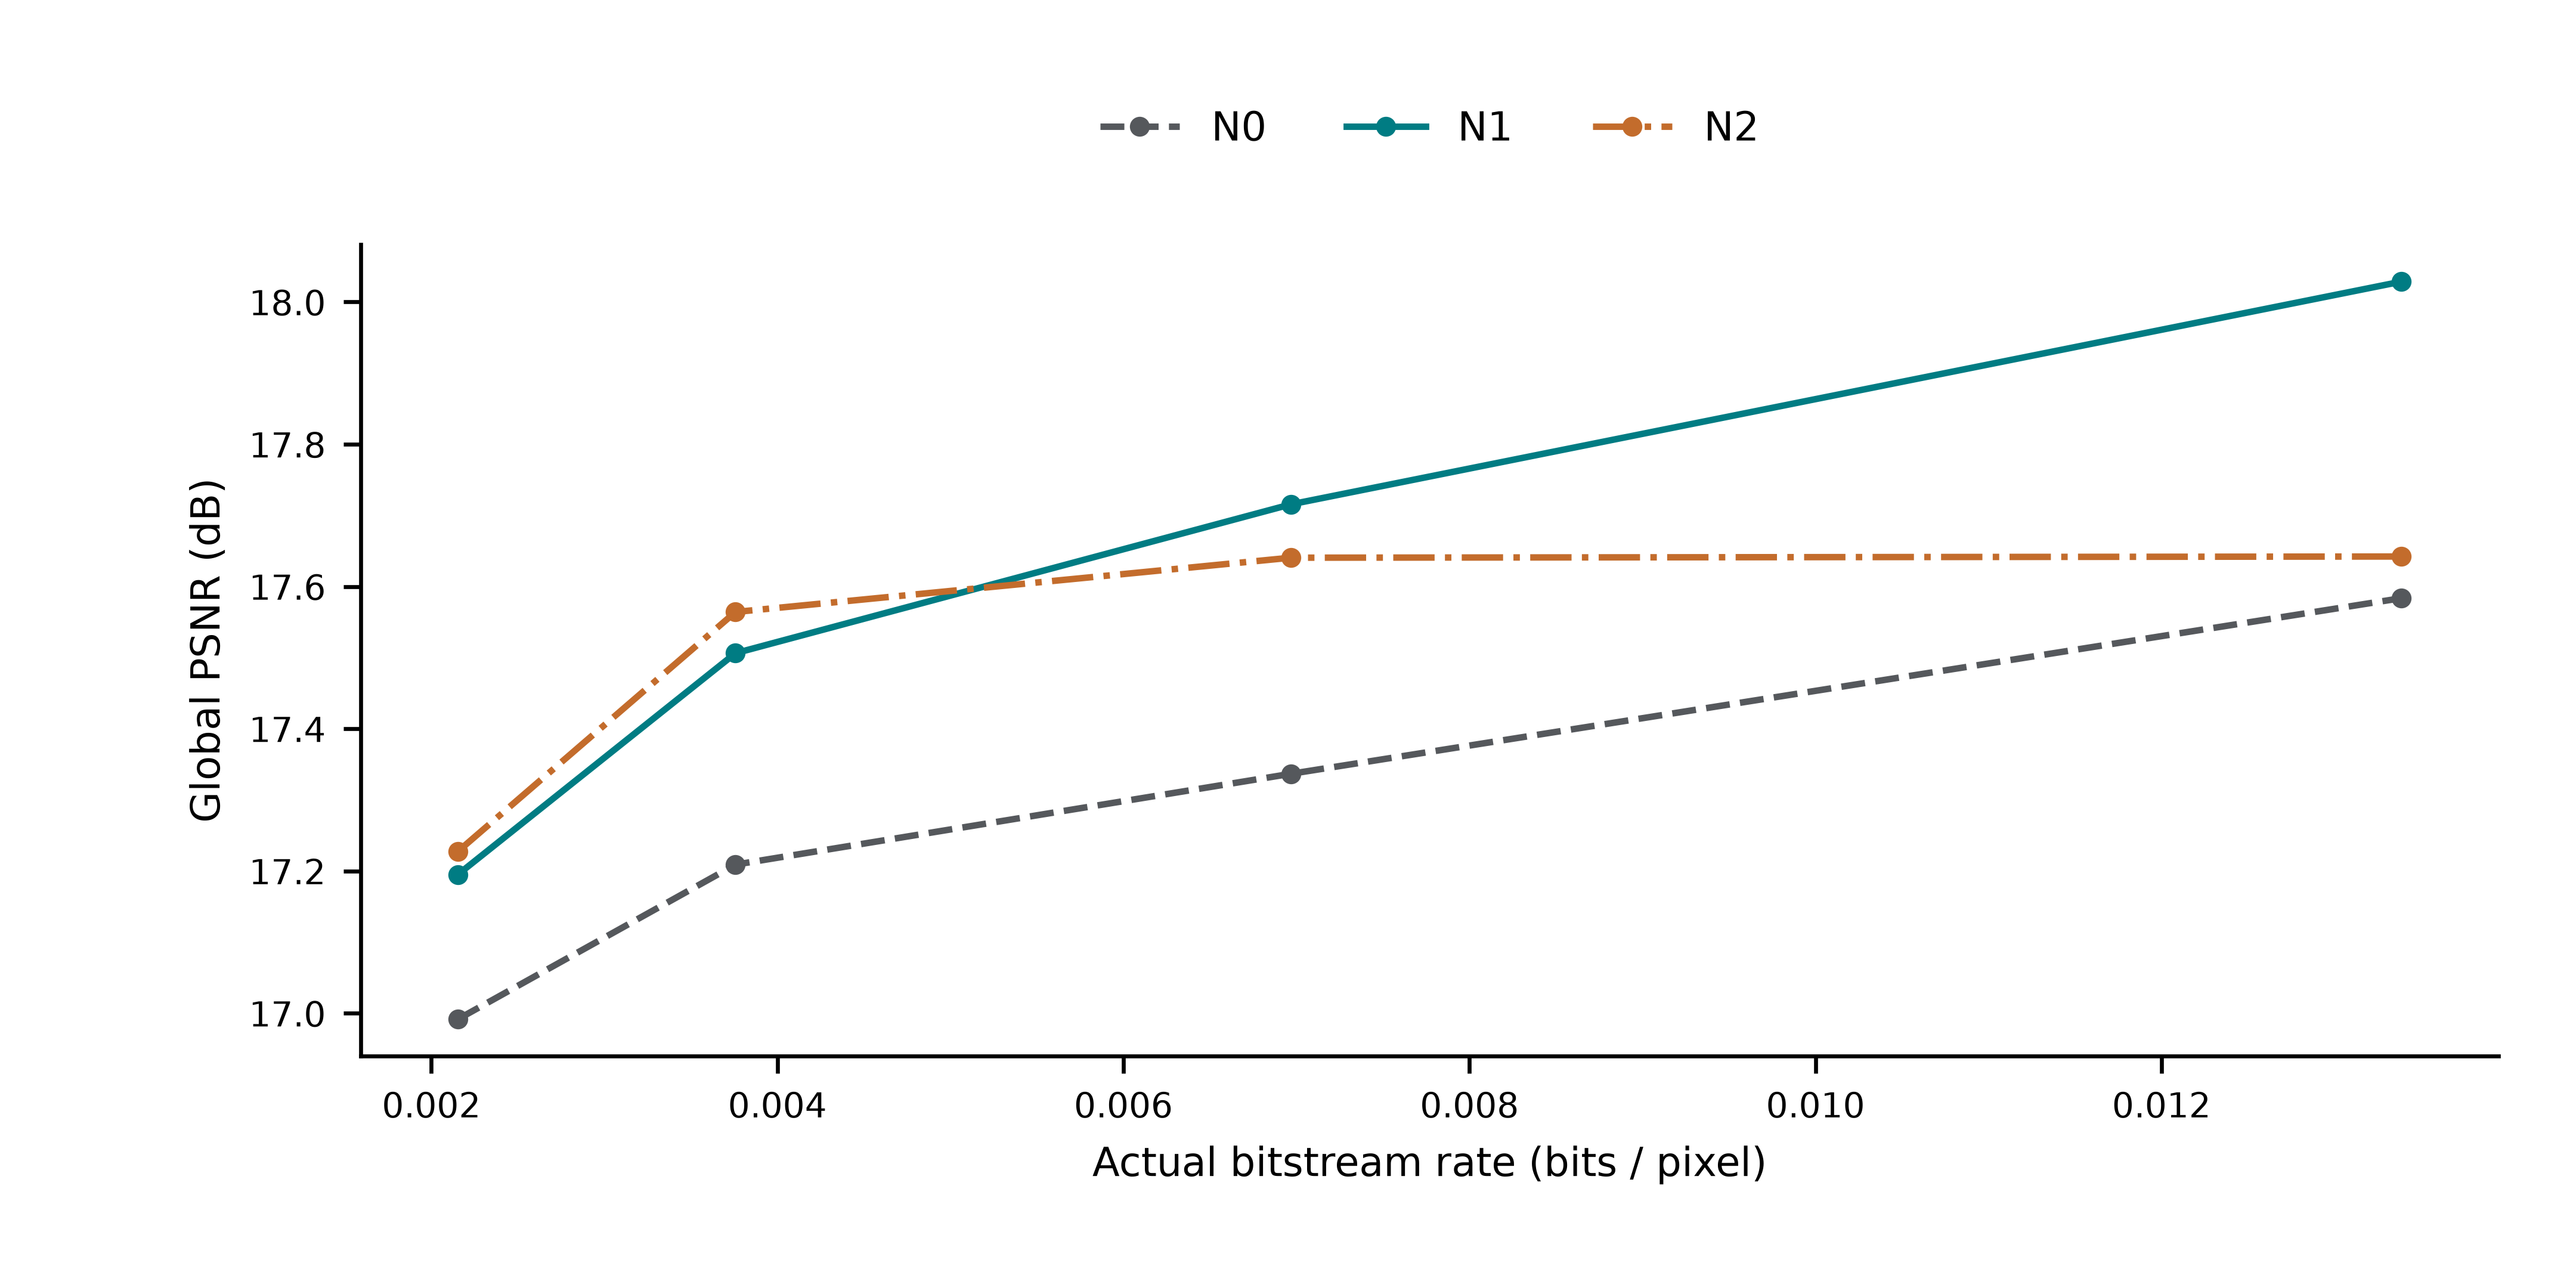 N0 N1 N2
18.0
17.8
17.6
17.4
17.2
17.0
Global PSNR (dB)
0.002 0.004 0.006 0.008 0.010 0.012
Actual bitstream rate (bits / pixel)